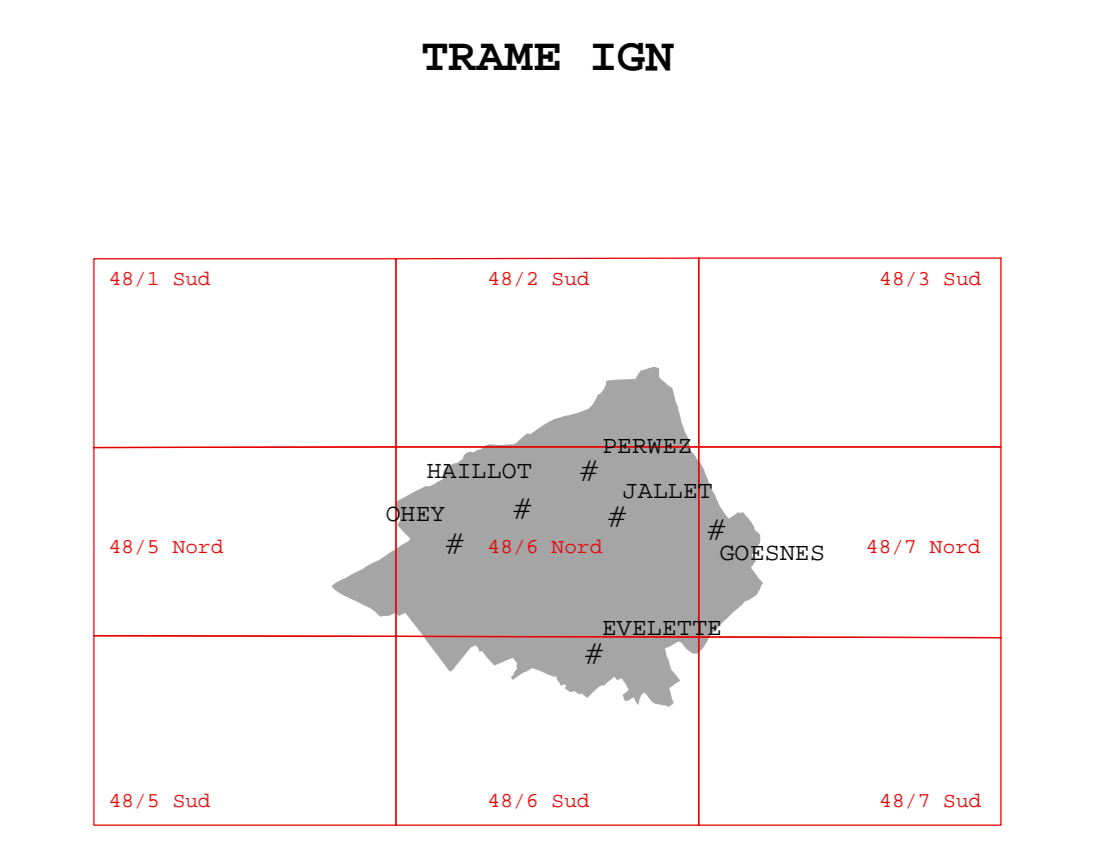 TRAME IGN
48/1 Sud
48/2 Sud
48/3 Sud
PERWEZ
HAILLOT
#
JALLET
#
OHEY
#
#
#
48/5 Nord
48/6 Nord
48/7 Nord
GOESNES
EVELETTE
#
48/5 Sud
48/6 Sud
48/7 Sud